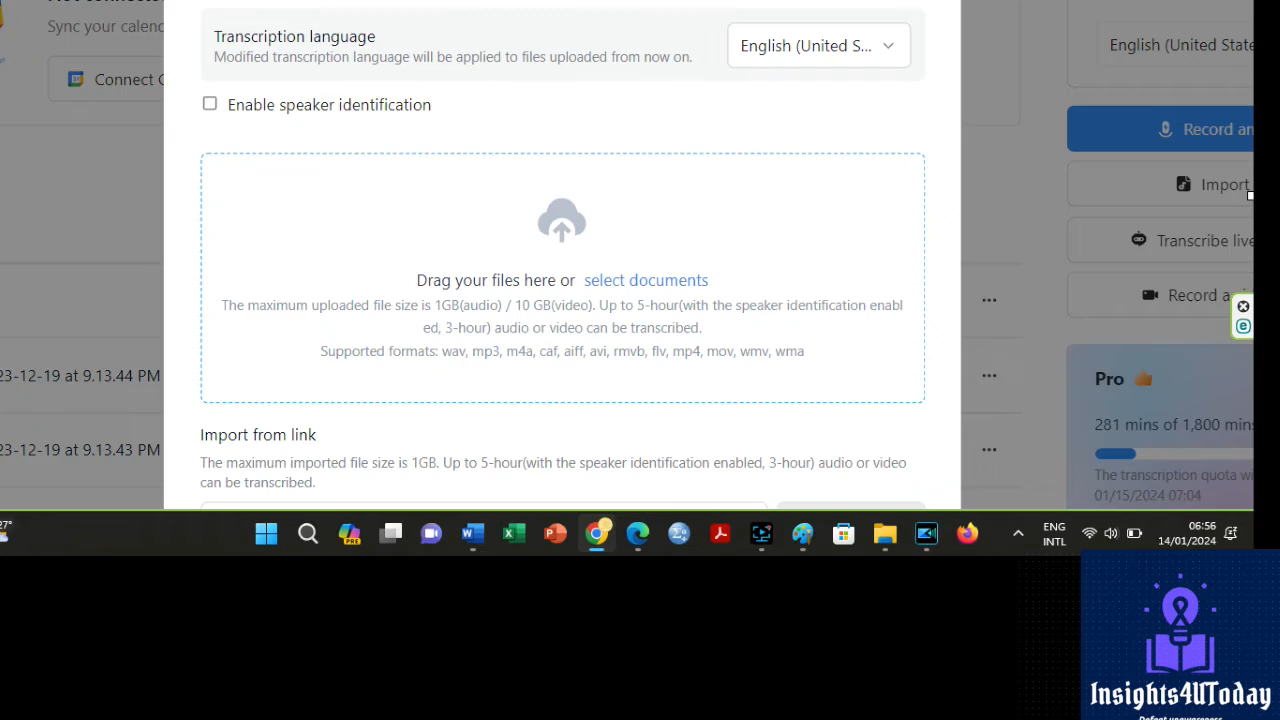 Sync your calenc
Connect
Transcription language
Modified transcription language will be applied to files uploaded from now on.
English (United S...
Enable speaker identification
Drag your files here or select documents
The maximum uploaded file size is 1GB(audio) / 10 GB(video). Up to 5-hour(with the speaker identification enabl
ed, 3-hour) audio or video can be transcribed.
Supported formats: wav, mp3, m4a, caf, aiff, avi, rmvb, flv, mp4, mov, wmv, wma
Import from link
The maximum imported file size is 1GB. Up to 5-hour(with the speaker identification enabled, 3-hour) audio or video
can be transcribed.
23-12-19 at 9.13.44 PM
23-12-19 at 9.13.43 PM
English (United State
Record an
Import
Transcribe live
Record a
Pro
281 mins of 1,800 mins
The transcription quota wi
01/15/2024 07:04
27°
PRE
ENG
INTL
06:56
14/01/2024
Insights4UToday
Defeat unawareness